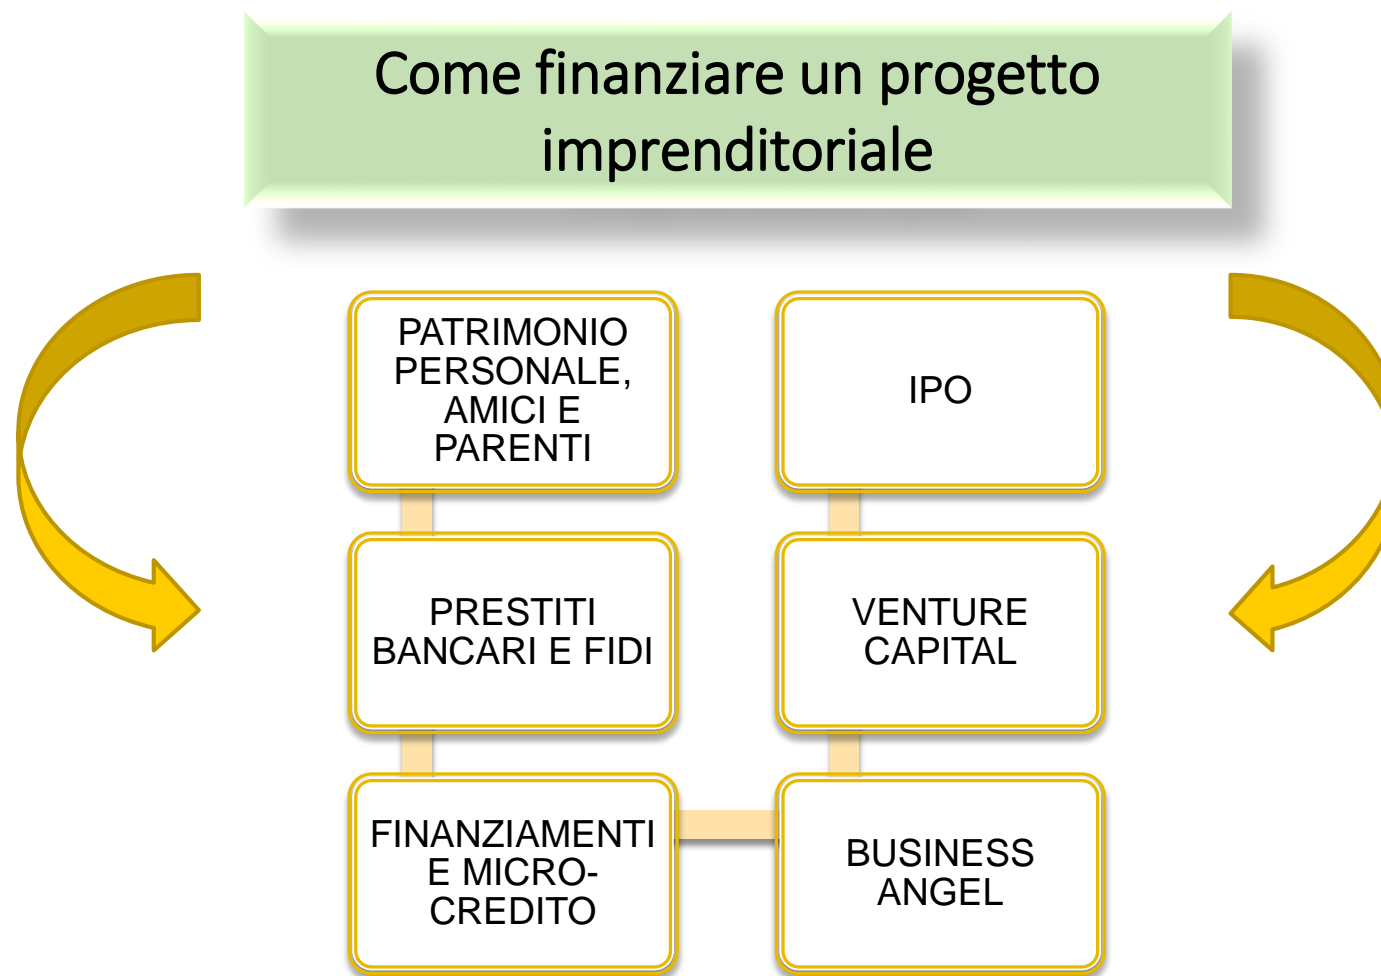 Come finanziare un progetto
imprenditoriale
PATRIMONIO
PERSONALE,
AMICI E
PARENTI
PRESTITI
BANCARI E FIDI
FINANZIAMENTI
E MICRO-
CREDITO
BUSINESS
ANGEL
VENTURE
CAPITAL
IPO